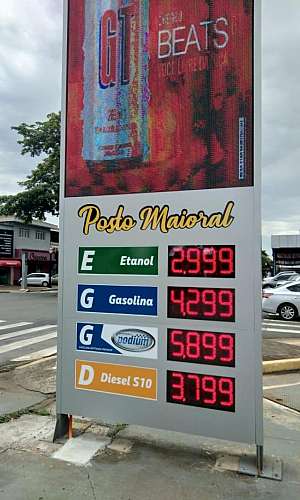 GT
BEATS
Posto Maioral
E Etanol 2.999
G Gasolina 4.299
G podium 5.899
D Diesel S10 3.799